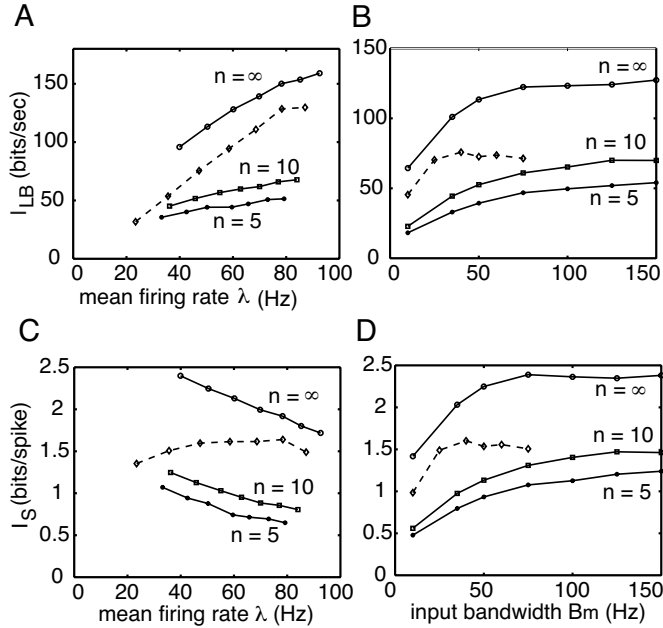 A
I_LB (bits/sec)
150
100
50
0
n = ∞
n = 10
n = 5
0 20 40 60 80 100
mean firing rate λ (Hz)
B
150
100
50
0
n = ∞
n = 10
n = 5
0 50 100 150
C
I_S (bits/spike)
2.5
2
1.5
1
0.5
0
n = ∞
n = 10
n = 5
0 20 40 60 80 100
mean firing rate λ (Hz)
D
2.5
2
1.5
1
0.5
0
n = ∞
n = 10
n = 5
0 50 100 150
input bandwidth Bm (Hz)